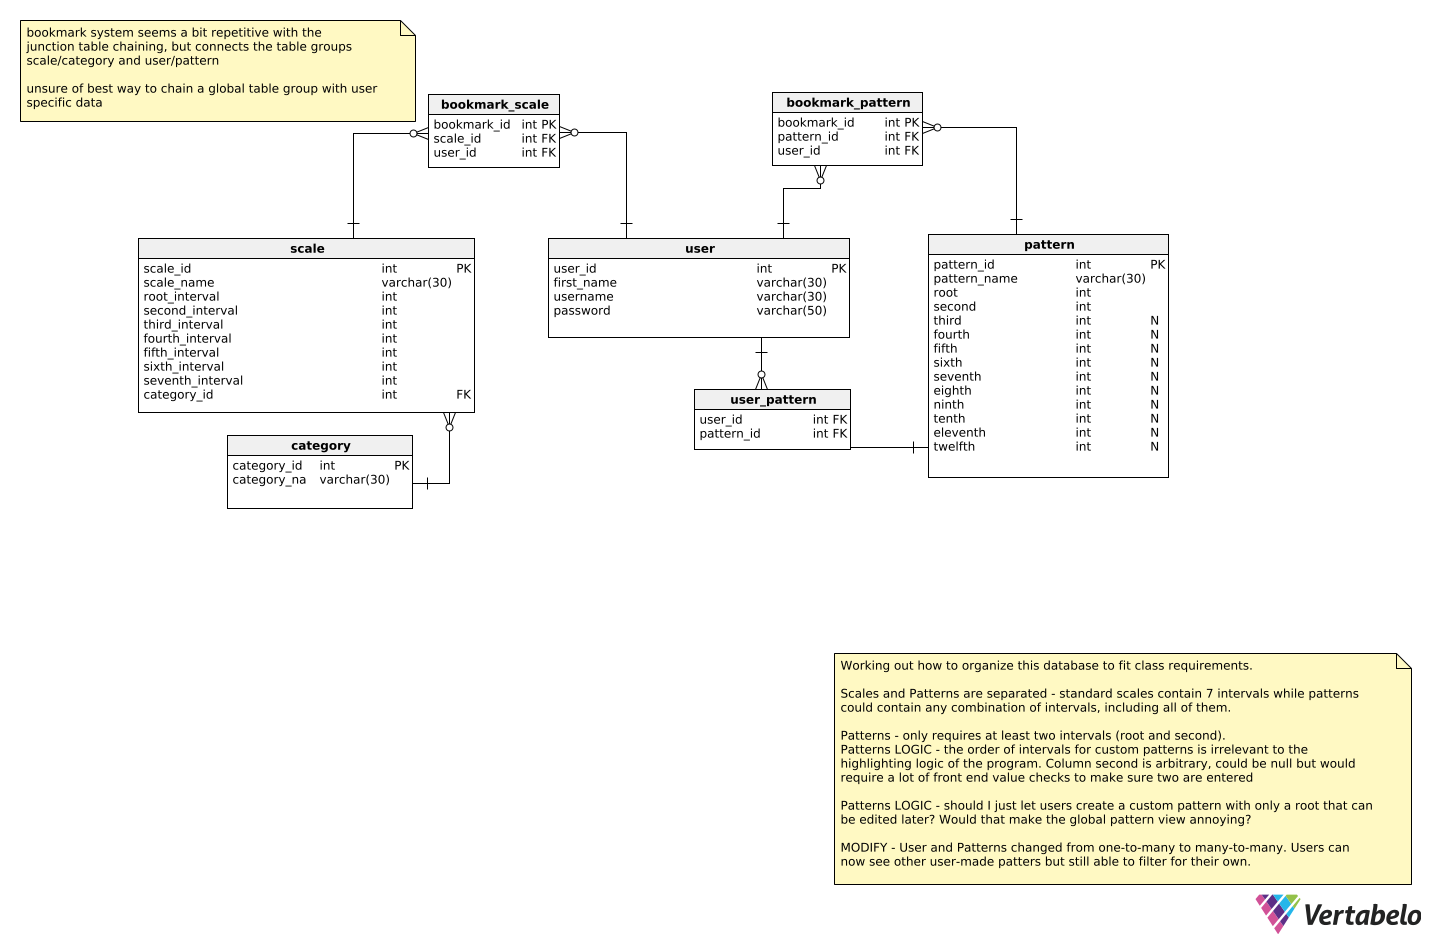 bookmark system seems a bit repetitive with the
junction table chaining, but connects the table groups
scale/category and user/pattern
unsure of best way to chain a global table group with user
specific data
bookmark_scale
bookmark_id int PK
scale_id int FK
user_id int FK
bookmark_pattern
bookmark_id int PK
pattern_id int FK
user_id int FK
scale
scale_id int PK
scale_name varchar(30)
root_interval int
second_interval int
third_interval int
fourth_interval int
fifth_interval int
sixth_interval int
seventh_interval int
category_id int FK
user
user_id int PK
first_name varchar(30)
username varchar(30)
password varchar(50)
pattern
pattern_id int PK
pattern_name varchar(30)
root int
second int
third int N
fourth int N
fifth int N
sixth int N
seventh int N
eighth int N
ninth int N
tenth int N
eleventh int N
twelfth int N
user_pattern
user_id int FK
pattern_id int FK
category
category_id int PK
category_na varchar(30)
Working out how to organize this database to fit class requirements.
Scales and Patterns are separated - standard scales contain 7 intervals while patterns
could contain any combination of intervals, including all of them.
Patterns - only requires at least two intervals (root and second).
Patterns LOGIC - the order of intervals for custom patterns is irrelevant to the
highlighting logic of the program. Column second is arbitrary, could be null but would
require a lot of front end value checks to make sure two are entered
Patterns LOGIC - should I just let users create a custom pattern with only a root that can
be edited later? Would that make the global pattern view annoying?
MODIFY - User and Patterns changed from one-to-many to many-to-many. Users can
now see other user-made patters but still able to filter for their own.
Vertabelo